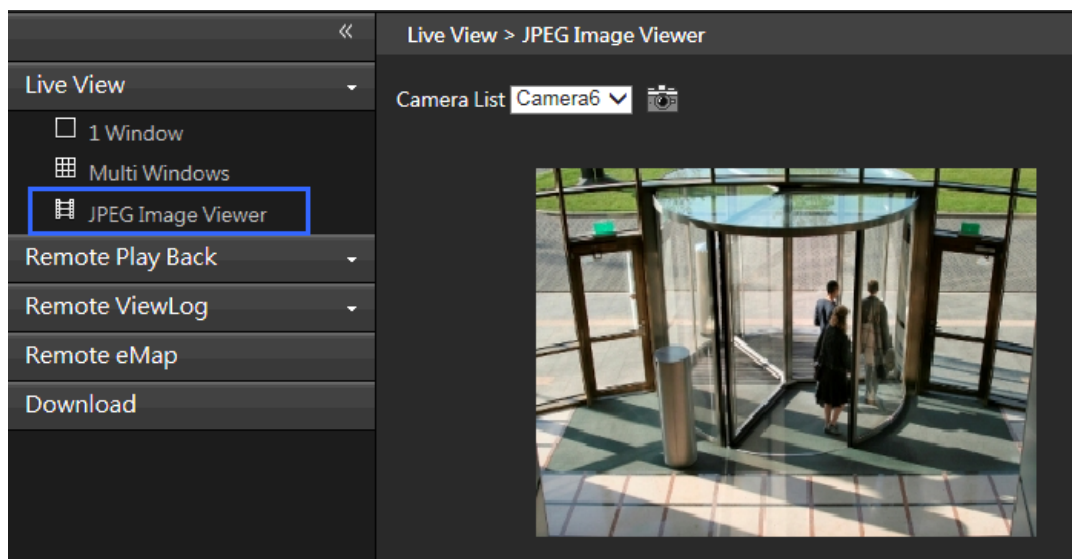 «
Live View > JPEG Image Viewer
Live View
1 Window
Multi Windows
JPEG Image Viewer
Remote Play Back
Remote ViewLog
Remote eMap
Download
Camera List Camera6